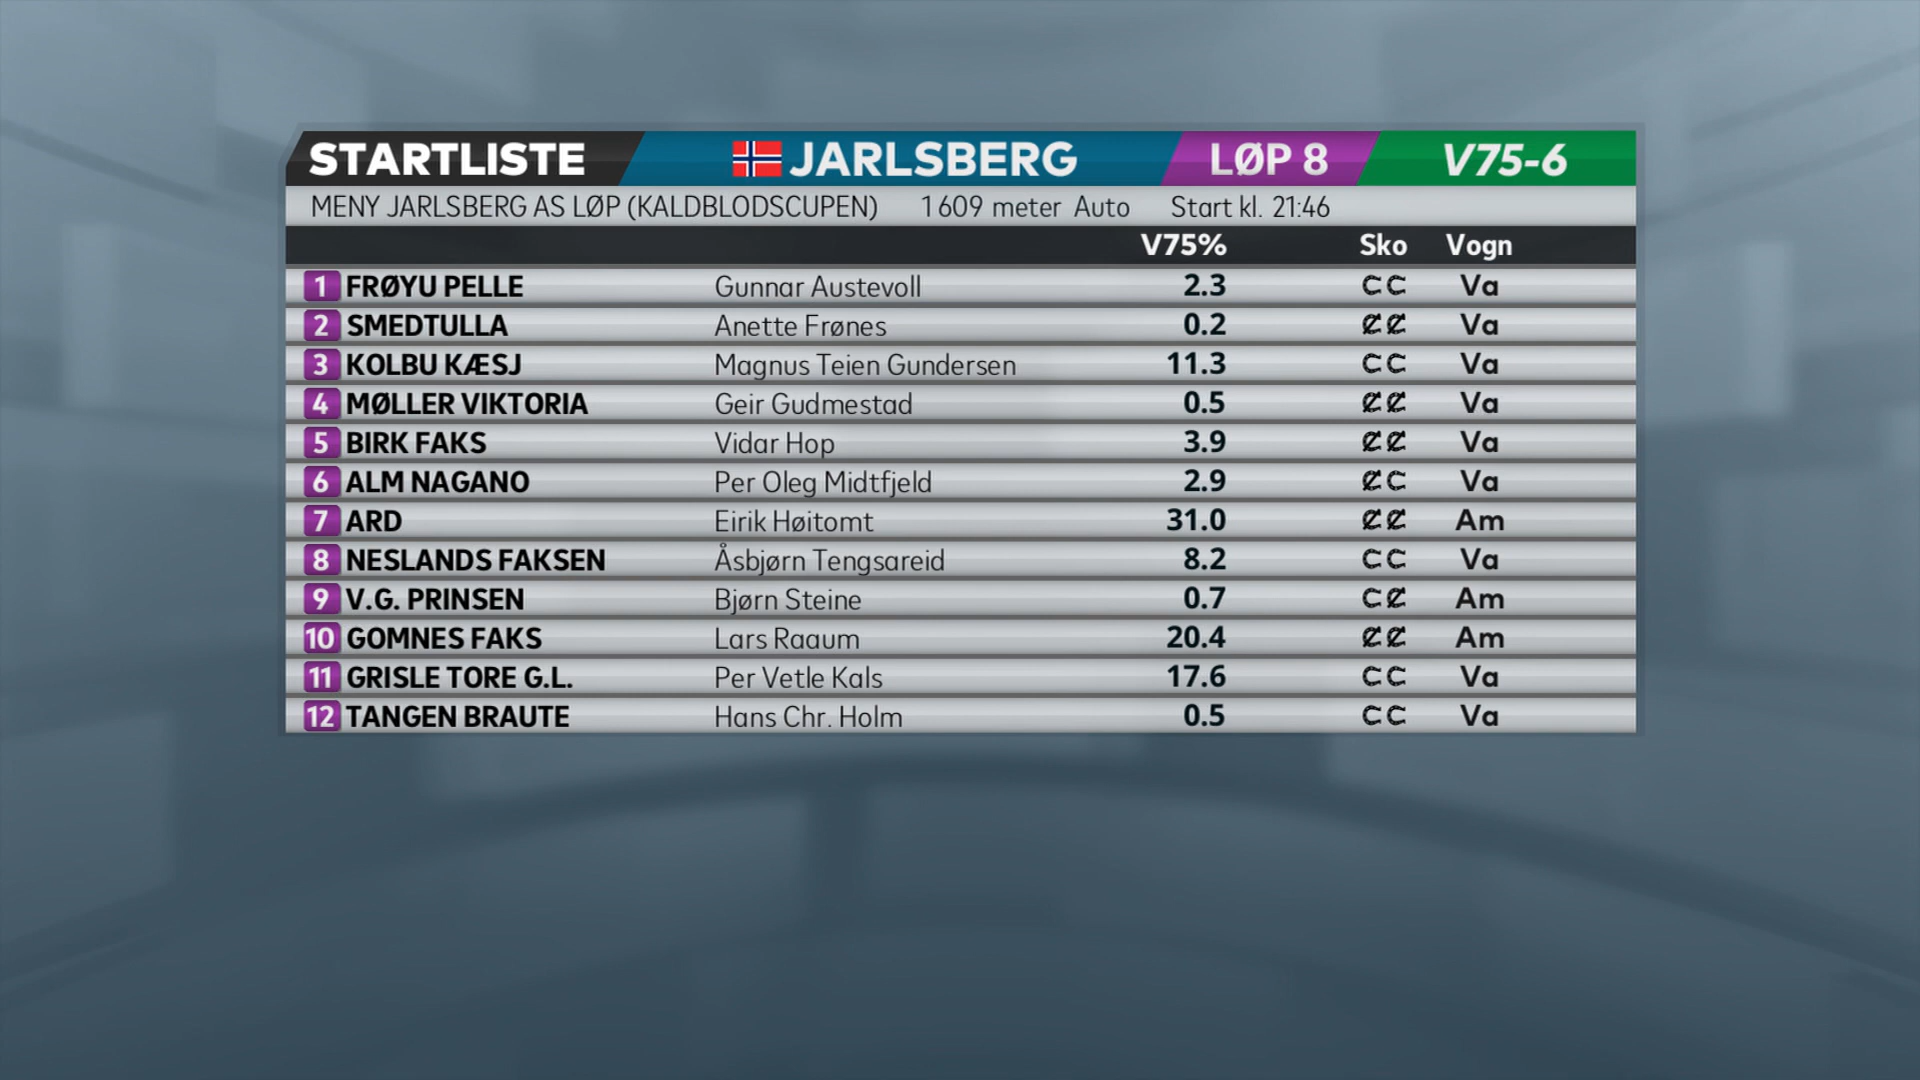 STARTLISTE JARLSBERG LØP 8 V75-6
MENY JARLSBERG AS LØP (KALDBLODSCUPEN) 1609 meter Auto Start kl. 21:46
V75% Sko Vogn
1 FRØYU PELLE Gunnar Austevoll 2.3 Va
2 SMEDTULLA Anette Frønes 0.2 Va
3 KOLBU KÆSJ Magnus Teien Gundersen 11.3 Va
4 MØLLER VIKTORIA Geir Gudmestad 0.5 Va
5 BIRK FAKS Vidar Hop 3.9 Va
6 ALM NAGANO Per Oleg Midtfjeld 2.9 Va
7 ARD Eirik Høitomt 31.0 Am
8 NESLANDS FAKSEN Åsbjørn Tengsareid 8.2 Va
9 V.G. PRINSEN Bjørn Steine 0.7 Am
10 GOMNES FAKS Lars Raaum 20.4 Am
11 GRISLE TORE G.L. Per Vetle Kals 17.6 Va
12 TANGEN BRAUTE Hans Chr. Holm 0.5 Va